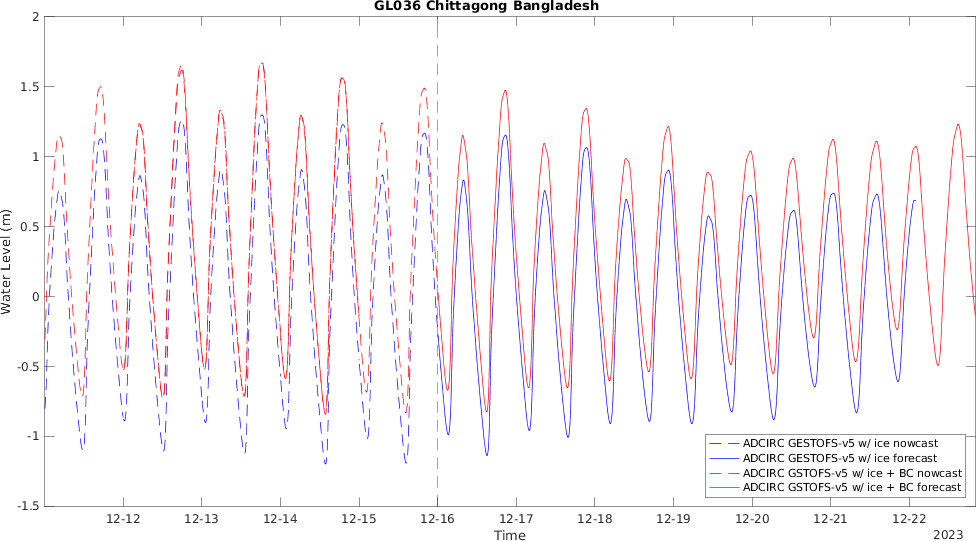 GL036 Chittagong Bangladesh
2
1.5
1
0.5
0
-0.5
-1
-1.5
Water Level (m)
ADCIRC GESTOFS-v5 w/ ice nowcast
ADCIRC GESTOFS-v5 w/ ice forecast
ADCIRC GSTOFS-v5 w/ ice + BC nowcast
ADCIRC GSTOFS-v5 w/ ice + BC forecast
12-12 12-13 12-14 12-15 12-16 12-17 12-18 12-19 12-20 12-21 12-22
Time
2023